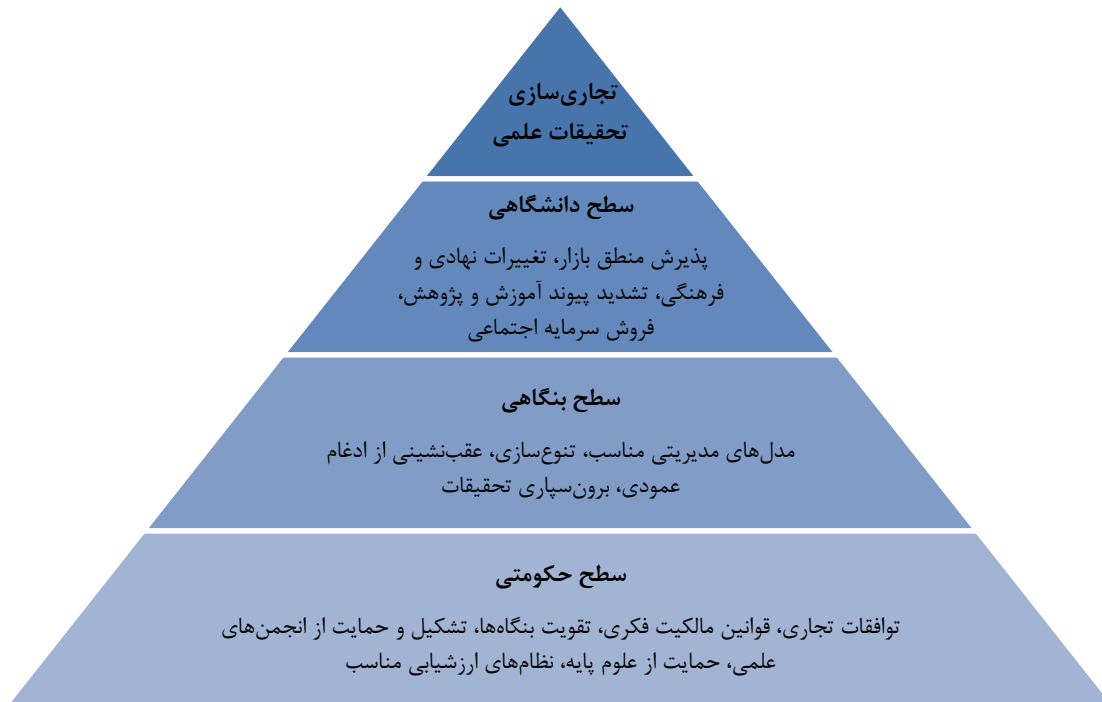 تجاری‌سازی
تحقیقات علمی
سطح دانشگاهی
پذیرش منطق بازار، تغییرات نهادی و
فرهنگی، تشدید پیوند آموزش و پژوهش،
فروش سرمایه اجتماعی
سطح بنگاهی
مدل‌های مدیریتی مناسب، تنوع‌سازی، عقب‌نشینی از ادغام
عمودی، برون‌سپاری تحقیقات
سطح حکومتی
توافقات تجاری، قوانین مالکیت فکری، تقویت بنگاه‌ها، تشکیل و حمایت از انجمن‌های
علمی، حمایت از علوم پایه، نظام‌های ارزشیابی مناسب